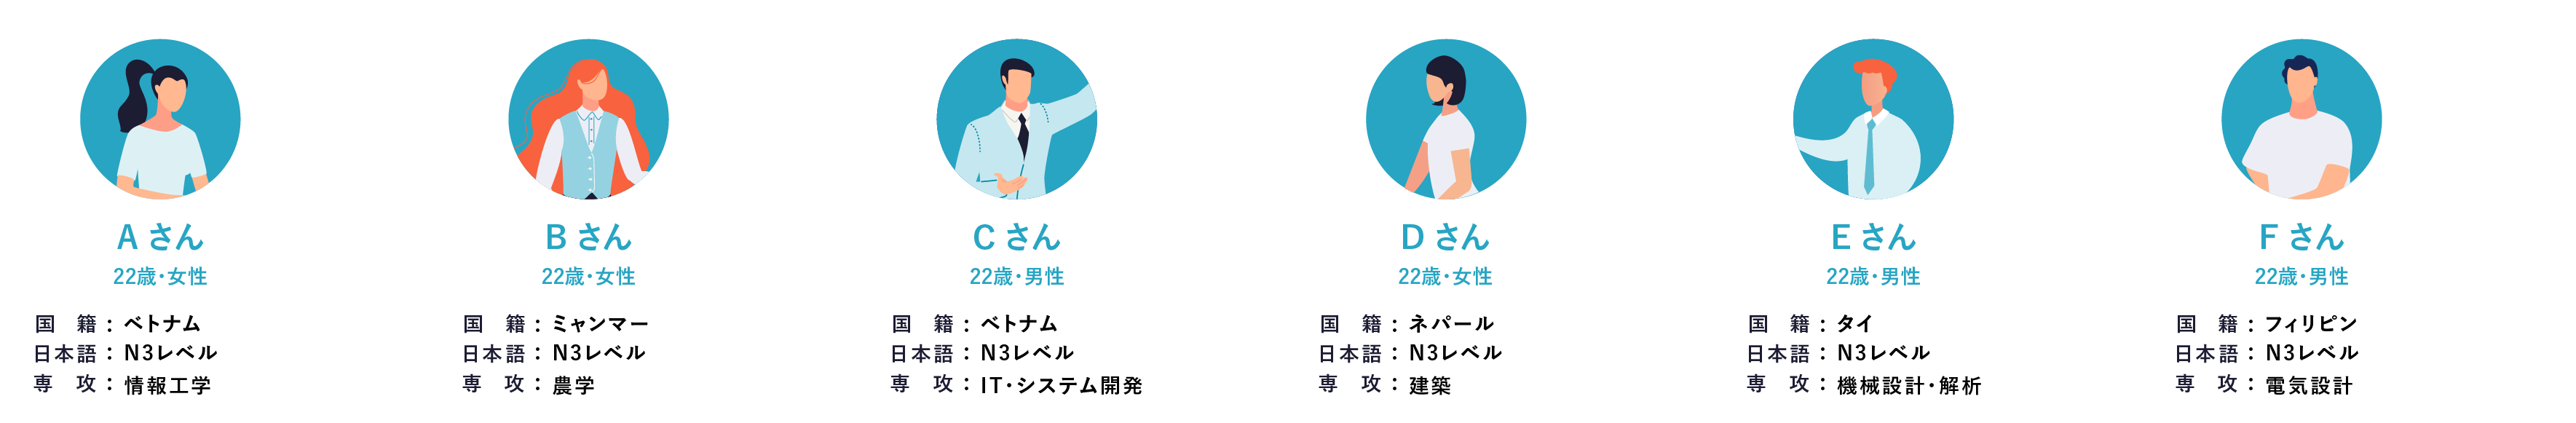 Aさん
22歳・女性
国　籍：ベトナム
日本語：N3レベル
専　攻：情報工学
Bさん
22歳・女性
国　籍：ミャンマー
日本語：N3レベル
専　攻：農学
Cさん
22歳・男性
国　籍：ベトナム
日本語：N3レベル
専　攻：IT・システム開発
Dさん
22歳・女性
国　籍：ネパール
日本語：N3レベル
専　攻：建築
Eさん
22歳・男性
国　籍：タイ
日本語：N3レベル
専　攻：機械設計・解析
Fさん
22歳・男性
国　籍：フィリピン
日本語：N3レベル
専　攻：電気設計